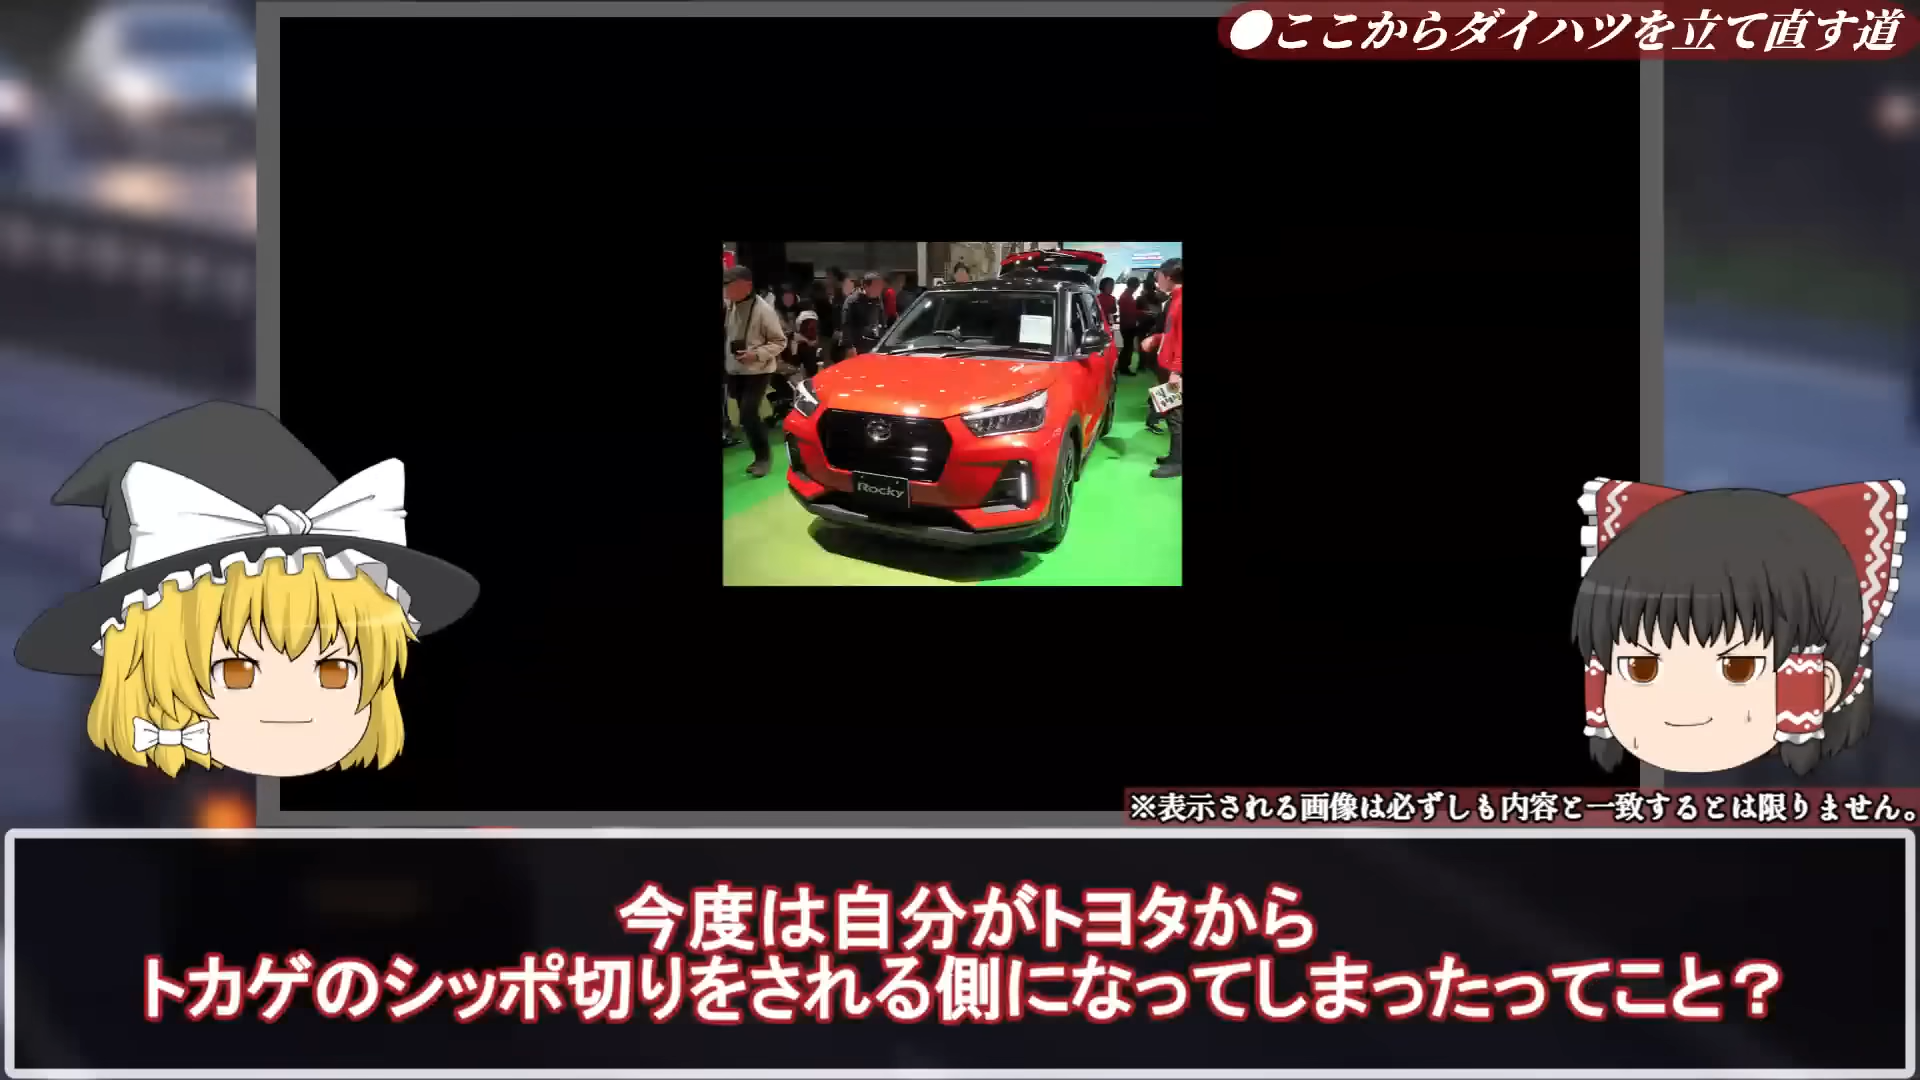 ●ここからダイハツを立て直す道
Rocky
※表示される画像は必ずしも内容と一致するとは限りません。
今度は自分がトヨタから
トカゲのシッポ切りをされる側になってしまったってこと？